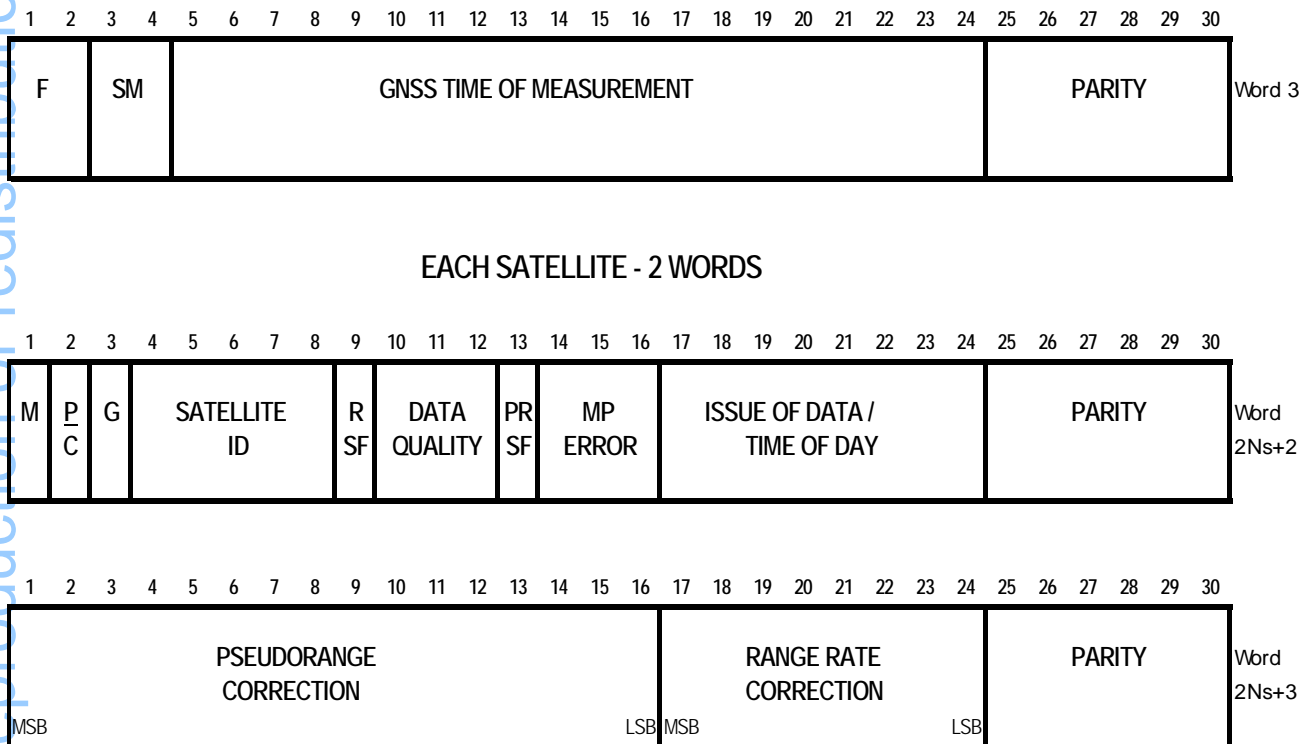 1 2 3 4 5 6 7 8 9 10 11 12 13 14 15 16 17 18 19 20 21 22 23 24 25 26 27 28 29 30
F SM GNSS TIME OF MEASUREMENT PARITY Word 3
EACH SATELLITE - 2 WORDS
1 2 3 4 5 6 7 8 9 10 11 12 13 14 15 16 17 18 19 20 21 22 23 24 25 26 27 28 29 30
M P G SATELLITE R DATA PR MP ISSUE OF DATA / PARITY Word
C ID SF QUALITY SF ERROR TIME OF DAY 2Ns+2
1 2 3 4 5 6 7 8 9 10 11 12 13 14 15 16 17 18 19 20 21 22 23 24 25 26 27 28 29 30
PSEUDORANGE RANGE RATE PARITY Word
CORRECTION CORRECTION 2Ns+3
MSB LSB MSB LSB